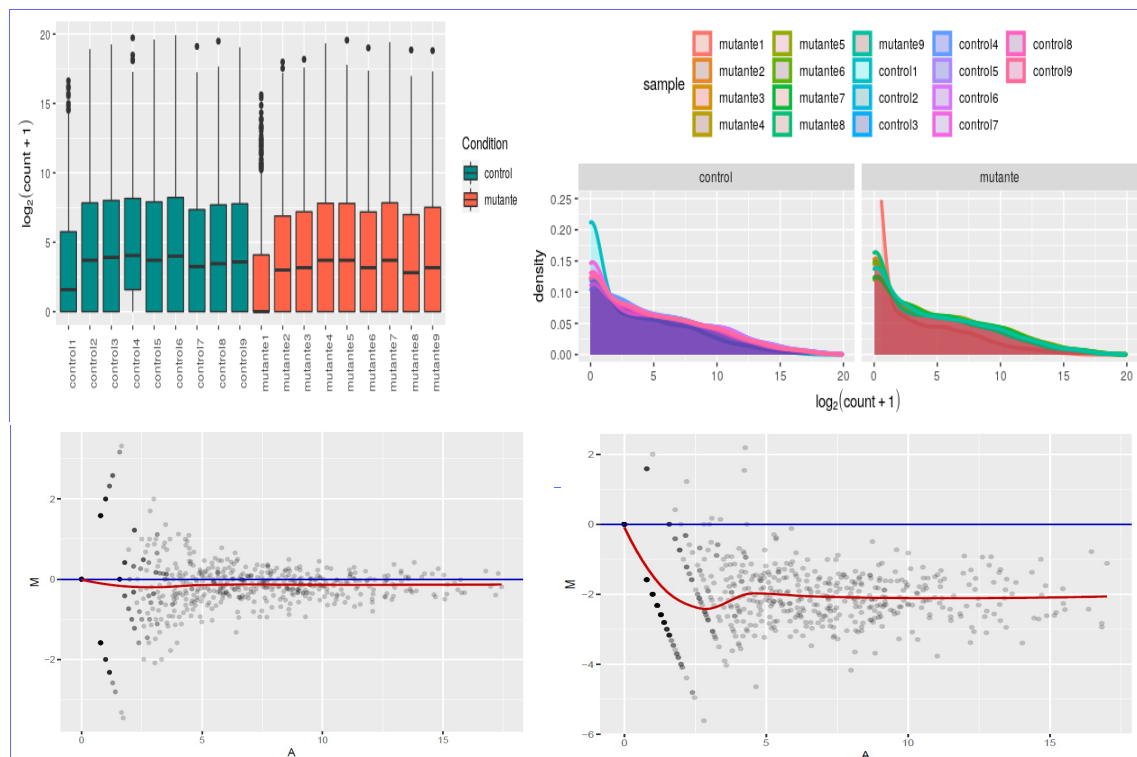 log2(count + 1)
20
15
10
5
0
control1
control2
control3
control4
control5
control6
control7
control8
control9
mutante1
mutante2
mutante3
mutante4
mutante5
mutante6
mutante7
mutante8
mutante9
Condition
control
mutante
sample
mutante1 mutante5 mutante9 control4 control8
mutante2 mutante6 control1 control5 control9
mutante3 mutante7 control2 control6
mutante4 mutante8 control3 control7
control mutante
density
0.25
0.20
0.15
0.10
0.05
0.00
0 5 10 15 20 0 5 10 15 20
log2(count + 1)
M
2
0
−2
0 5 10 15
A
M
2
0
−2
−4
−6
0 5 10 15
A